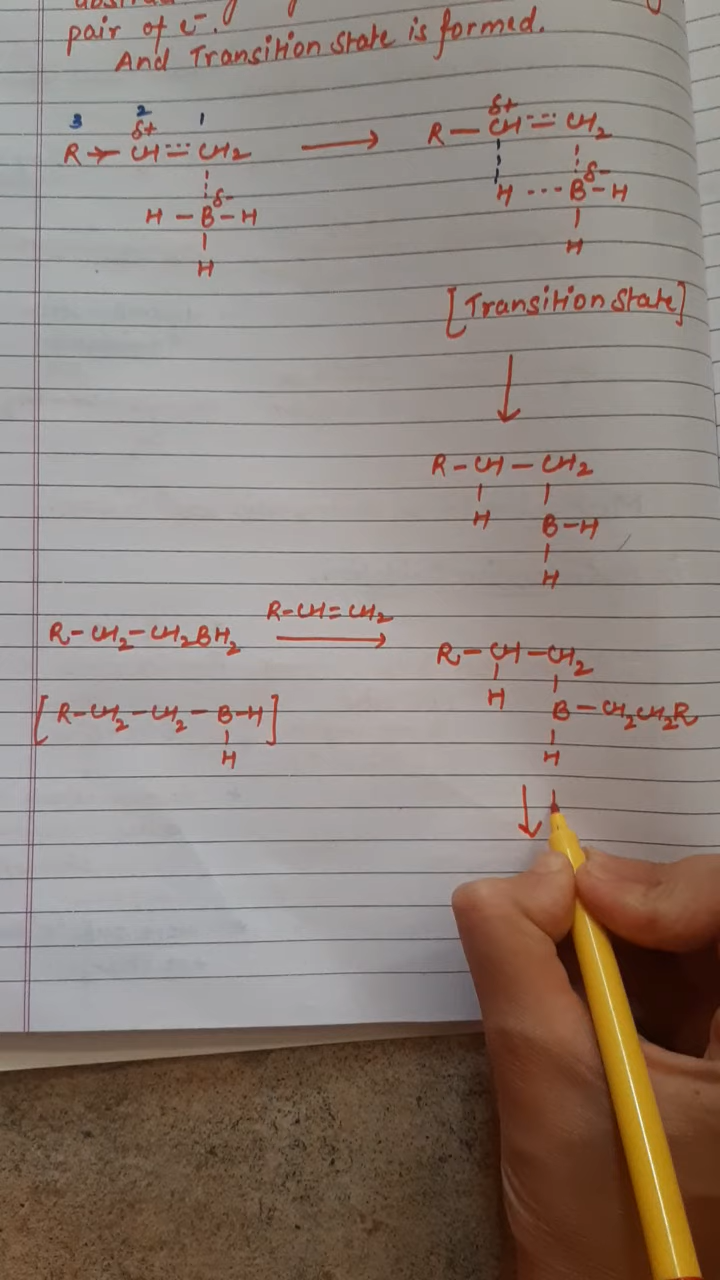 pair of e⁻.
And Transition State is formed.
3 2 1
δ+
R → CH ::: CH₂ ⟶
δ-
H - B - H
H
δ+
R — CH ::: CH₂
δ-
H --- B - H
H
[Transition State]
R - CH - CH₂
H B - H
H
R - CH = CH₂
R - CH₂ - CH₂BH₂ ⟶
[R - CH₂ - CH₂ - B - H]
H
R - CH - CH₂
H B - CH₂CH₂R
H